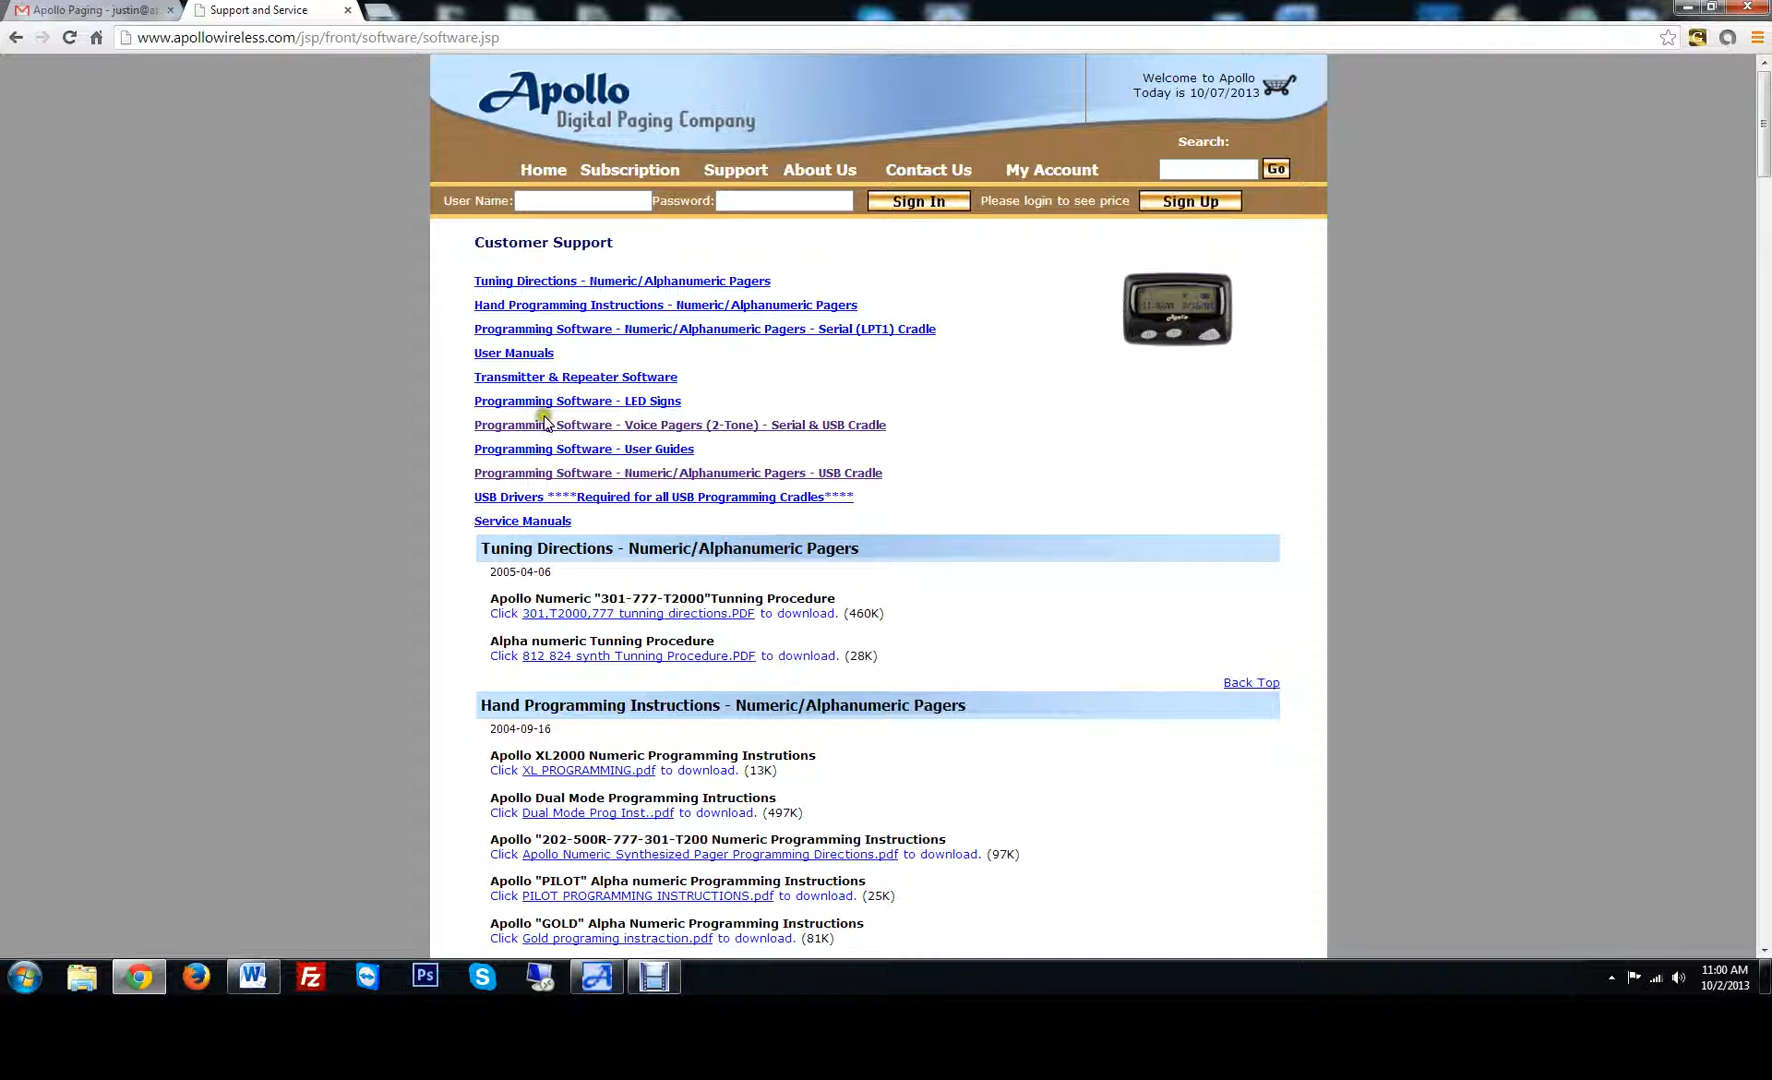 Apollo Paging - justin@a
Support and Service
www.apollowireless.com/jsp/front/software/software.jsp
Apollo
Digital Paging Company
Welcome to Apollo
Today is 10/07/2013
Search:
Home Subscription Support About Us Contact Us My Account
Go
User Name: Password: Sign In Please login to see price Sign Up
Customer Support
Tuning Directions - Numeric/Alphanumeric Pagers
Hand Programming Instructions - Numeric/Alphanumeric Pagers
Programming Software - Numeric/Alphanumeric Pagers - Serial (LPT1) Cradle
User Manuals
Transmitter & Repeater Software
Programming Software - LED Signs
Programming Software - Voice Pagers (2-Tone) - Serial & USB Cradle
Programming Software - User Guides
Programming Software - Numeric/Alphanumeric Pagers - USB Cradle
USB Drivers ****Required for all USB Programming Cradles****
Service Manuals
Tuning Directions - Numeric/Alphanumeric Pagers
2005-04-06
Apollo Numeric "301-777-T2000"Tunning Procedure
Click 301,T2000,777 tunning directions.PDF to download. (460K)
Alpha numeric Tunning Procedure
Click 812 824 synth Tunning Procedure.PDF to download. (28K)
Back Top
Hand Programming Instructions - Numeric/Alphanumeric Pagers
2004-09-16
Apollo XL2000 Numeric Programming Instrutions
Click XL PROGRAMMING.pdf to download. (13K)
Apollo Dual Mode Programming Intructions
Click Dual Mode Prog Inst..pdf to download. (497K)
Apollo "202-500R-777-301-T200 Numeric Programming Instructions
Click Apollo Numeric Synthesized Pager Programming Directions.pdf to download. (97K)
Apollo "PILOT" Alpha numeric Programming Instructions
Click PILOT PROGRAMMING INSTRUCTIONS.pdf to download. (25K)
Apollo "GOLD" Alpha Numeric Programming Instructions
Click Gold programing instraction.pdf to download. (81K)
11:00 AM
10/2/2013